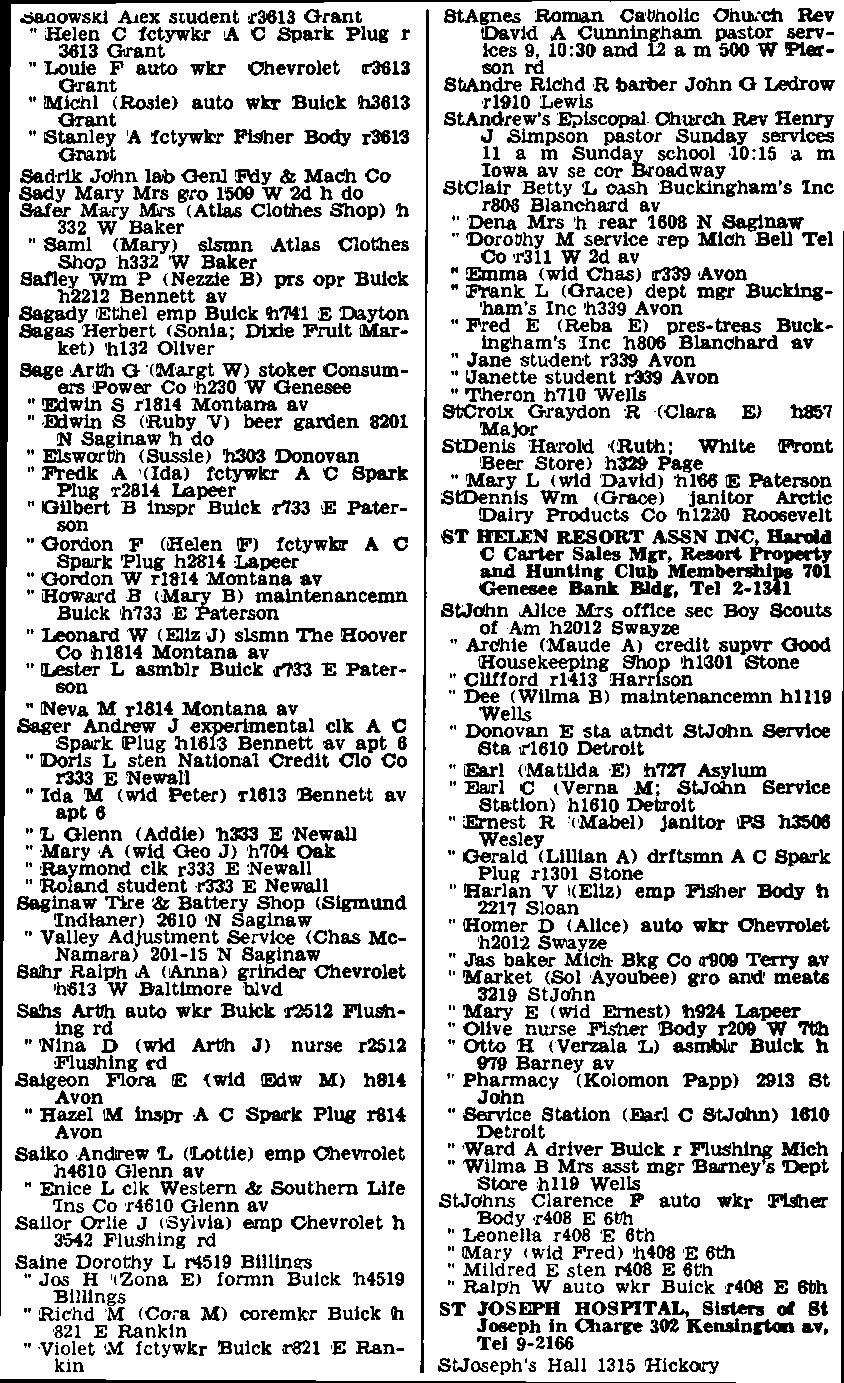 Sadowski Alex student r3613 Grant
" Helen C fctywkr A C Spark Plug r
3613 Grant
" Louie F auto wkr Chevrolet r3613
Grant
" Michl (Rosie) auto wkr Buick h3613
Grant
" Stanley A fctywkr Fisher Body r3613
Grant
Sadrik John lab Genl Fdy & Mach Co
Sady Mary Mrs gro 1509 W 2d h do
Safer Mary Mrs (Atlas Clothes Shop) h
332 W Baker
" Saml (Mary) slsmn Atlas Clothes
Shop h332 W Baker
Safley Wm P (Nezzie B) prs opr Buick
h2212 Bennett av
Sagady Ethel emp Buick h741 E Dayton
Sagas Herbert (Sonia; Dixie Fruit Mar-
ket) h132 Oliver
Sage Arth G (Margt W) stoker Consum-
ers Power Co h230 W Genesee
" Edwin S r1814 Montana av
" Edwin S (Ruby V) beer garden 8201
N Saginaw h do
" Elsworth (Sussie) h303 Donovan
" Fredk A (Ida) fctywkr A C Spark
Plug r2814 Lapeer
" Gilbert B inspr Buick r733 E Pater-
son
" Gordon F (Helen F) fctywkr A C
Spark Plug h2814 Lapeer
" Gordon W r1814 Montana av
" Howard B (Mary B) maintenancemn
Buick h733 E Paterson
" Leonard W (Eliz J) slsmn The Hoover
Co h1814 Montana av
" Lester L asmblr Buick r733 E Pater-
son
" Neva M r1814 Montana av
Sager Andrew J experimental clk A C
Spark Plug h1613 Bennett av apt 6
" Doris L sten National Credit Clo Co
r333 E Newall
" Ida M (wid Peter) r1613 Bennett av
apt 6
" L Glenn (Addie) h333 E Newall
" Mary A (wid Geo J) h704 Oak
" Raymond clk r333 E Newall
" Roland student r333 E Newall
Saginaw Tire & Battery Shop (Sigmund
Indianer) 2610 N Saginaw
" Valley Adjustment Service (Chas Mc-
Namara) 201-15 N Saginaw
Sahr Ralph A (Anna) grinder Chevrolet
h613 W Baltimore blvd
Sahs Arth auto wkr Buick r2512 Flush-
ing rd
" Nina D (wid Arth J) nurse r2512
Flushing rd
Saigeon Flora E (wid Edw M) h814
Avon
" Hazel M inspr A C Spark Plug r814
Avon
Saiko Andrew L (Lottie) emp Chevrolet
h4610 Glenn av
" Enice L clk Western & Southern Life
Ins Co r4610 Glenn av
Sailor Orlie J (Sylvia) emp Chevrolet h
3542 Flushing rd
Saine Dorothy L r4519 Billings
" Jos H (Zona E) formn Buick h4519
Billings
" Richd M (Cora M) coremkr Buick h
821 E Rankin
" Violet M fctywkr Buick r821 E Ran-
kin
StAgnes Roman Catholic Church Rev
David A Cunningham pastor serv-
ices 9, 10:30 and 12 a m 500 W Pier-
son rd
StAndre Richd R barber John G Ledrow
r1910 Lewis
StAndrew's Episcopal Church Rev Henry
J Simpson pastor Sunday services
11 a m Sunday school 10:15 a m
Iowa av se cor Broadway
StClair Betty L cash Buckingham's Inc
r806 Blanchard av
" Dena Mrs h rear 1608 N Saginaw
" Dorothy M service rep Mich Bell Tel
Co r311 W 2d av
" Emma (wid Chas) r339 Avon
" Frank L (Grace) dept mgr Bucking-
ham's Inc h339 Avon
" Fred E (Reba E) pres-treas Buck-
ingham's Inc h806 Blanchard av
" Jane student r339 Avon
" Janette student r339 Avon
" Theron h710 Wells
StCroix Graydon R (Clara E) h857
Major
StDenis Harold (Ruth; White Front
Beer Store) h329 Page
" Mary L (wid David) h166 E Paterson
StDennis Wm (Grace) janitor Arctic
Dairy Products Co h1220 Roosevelt
ST HELEN RESORT ASSN INC, Harold
C Carter Sales Mgr, Resort Property
and Hunting Club Memberships 701
Genesee Bank Bldg, Tel 2-1341
StJohn Alice Mrs office sec Boy Scouts
of Am h2012 Swayze
" Archie (Maude A) credit supvr Good
Housekeeping Shop h1301 Stone
" Clifford r1413 Harrison
" Dee (Wilma B) maintenancemn h1119
Wells
" Donovan E sta atndt StJohn Service
Sta r1610 Detroit
" Earl (Matilda E) h727 Asylum
" Earl C (Verna M; StJohn Service
Station) h1610 Detroit
" Ernest R (Mabel) janitor PS h3506
Wesley
" Gerald (Lillian A) drftsmn A C Spark
Plug r1301 Stone
" Harlan V (Eliz) emp Fisher Body h
2217 Sloan
" Homer D (Alice) auto wkr Chevrolet
h2012 Swayze
" Jas baker Mich Bkg Co r909 Terry av
" Market (Sol Ayoubee) gro and meats
3219 StJohn
" Mary E (wid Ernest) h924 Lapeer
" Olive nurse Fisher Body r209 W 7th
" Otto H (Verzala L) asmblr Buick h
979 Barney av
" Pharmacy (Kolomon Papp) 2913 St
John
" Service Station (Earl C StJohn) 1610
Detroit
" Ward A driver Buick r Flushing Mich
" Wilma B Mrs asst mgr Barney's Dept
Store h119 Wells
StJohns Clarence F auto wkr Fisher
Body r408 E 6th
" Leonella r408 E 6th
" Mary (wid Fred) h408 E 6th
" Mildred E sten r408 E 6th
" Ralph W auto wkr Buick r408 E 6th
ST JOSEPH HOSPITAL, Sisters of St
Joseph in Charge 302 Kensington av,
Tel 9-2166
StJoseph's Hall 1315 Hickory